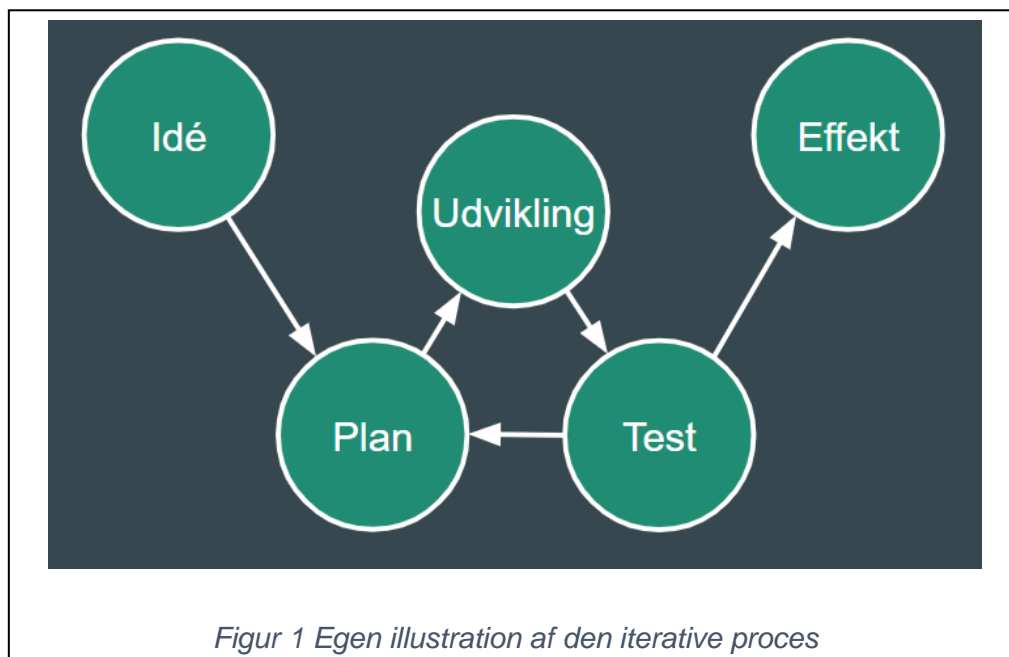 Idé
Effekt
Udvikling
Plan
Test
Figur 1 Egen illustration af den iterative proces